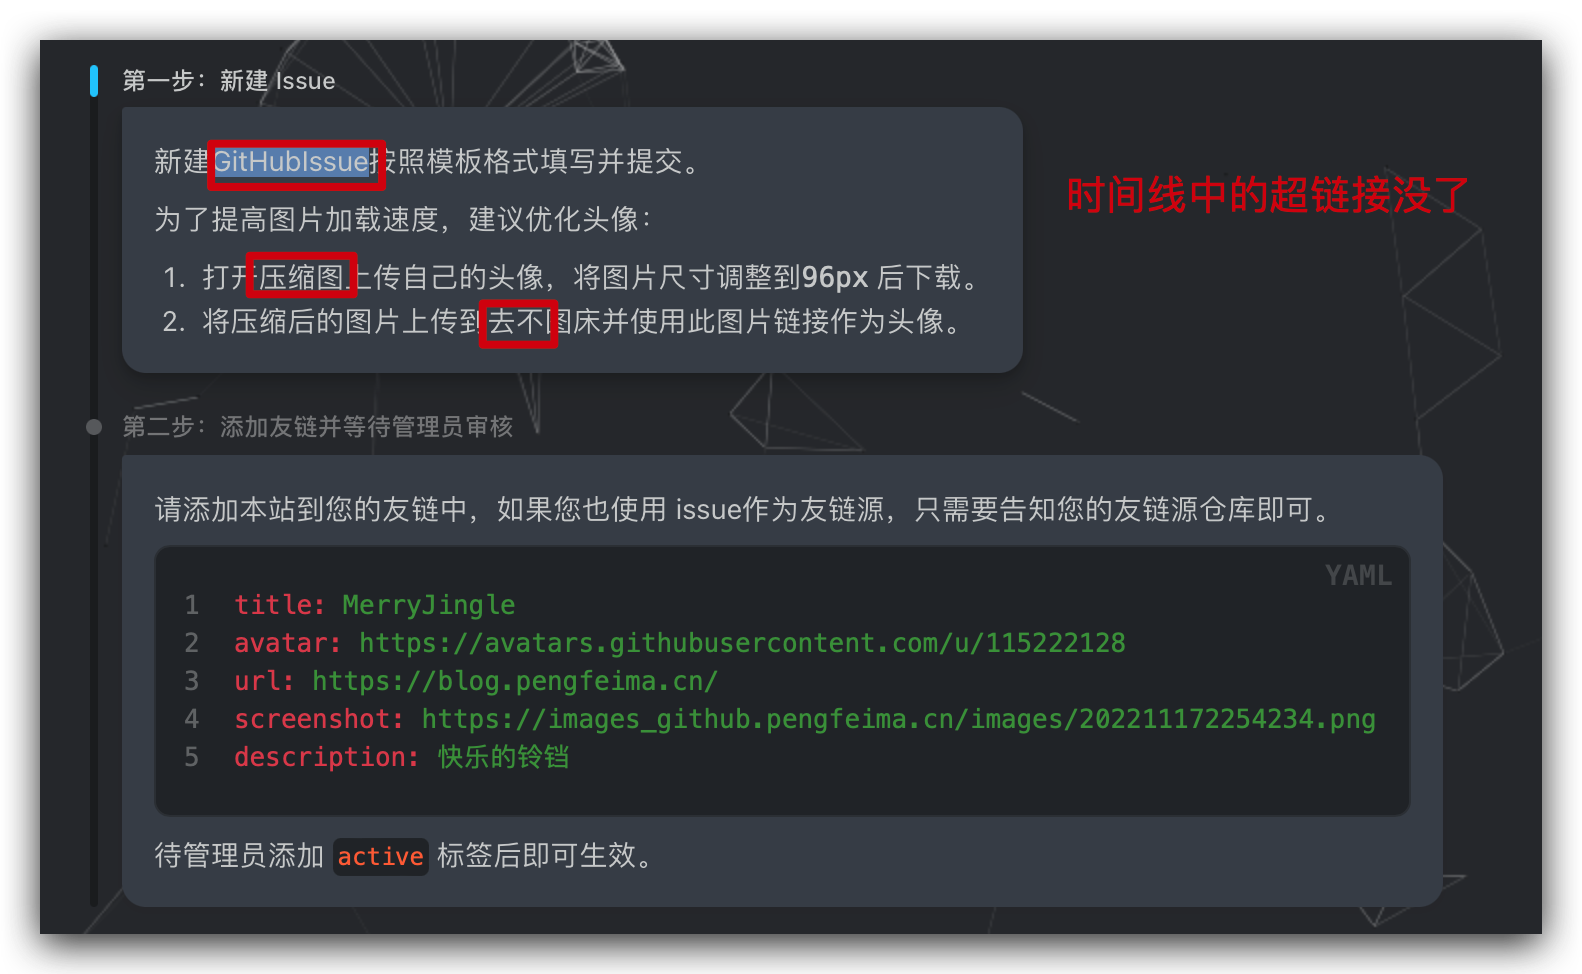 第一步：新建 Issue
新建GitHubIssue按照模板格式填写并提交。
时间线中的超链接没了
为了提高图片加载速度，建议优化头像：
1. 打开压缩图上传自己的头像，将图片尺寸调整到96px 后下载。
2. 将压缩后的图片上传到去不图床并使用此图片链接作为头像。
第二步：添加友链并等待管理员审核
请添加本站到您的友链中，如果您也使用 issue作为友链源，只需要告知您的友链源仓库即可。
YAML
1 title: MerryJingle
2 avatar: https://avatars.githubusercontent.com/u/115222128
3 url: https://blog.pengfeima.cn/
4 screenshot: https://images_github.pengfeima.cn/images/202211172254234.png
5 description: 快乐的铃铛
待管理员添加 active 标签后即可生效。